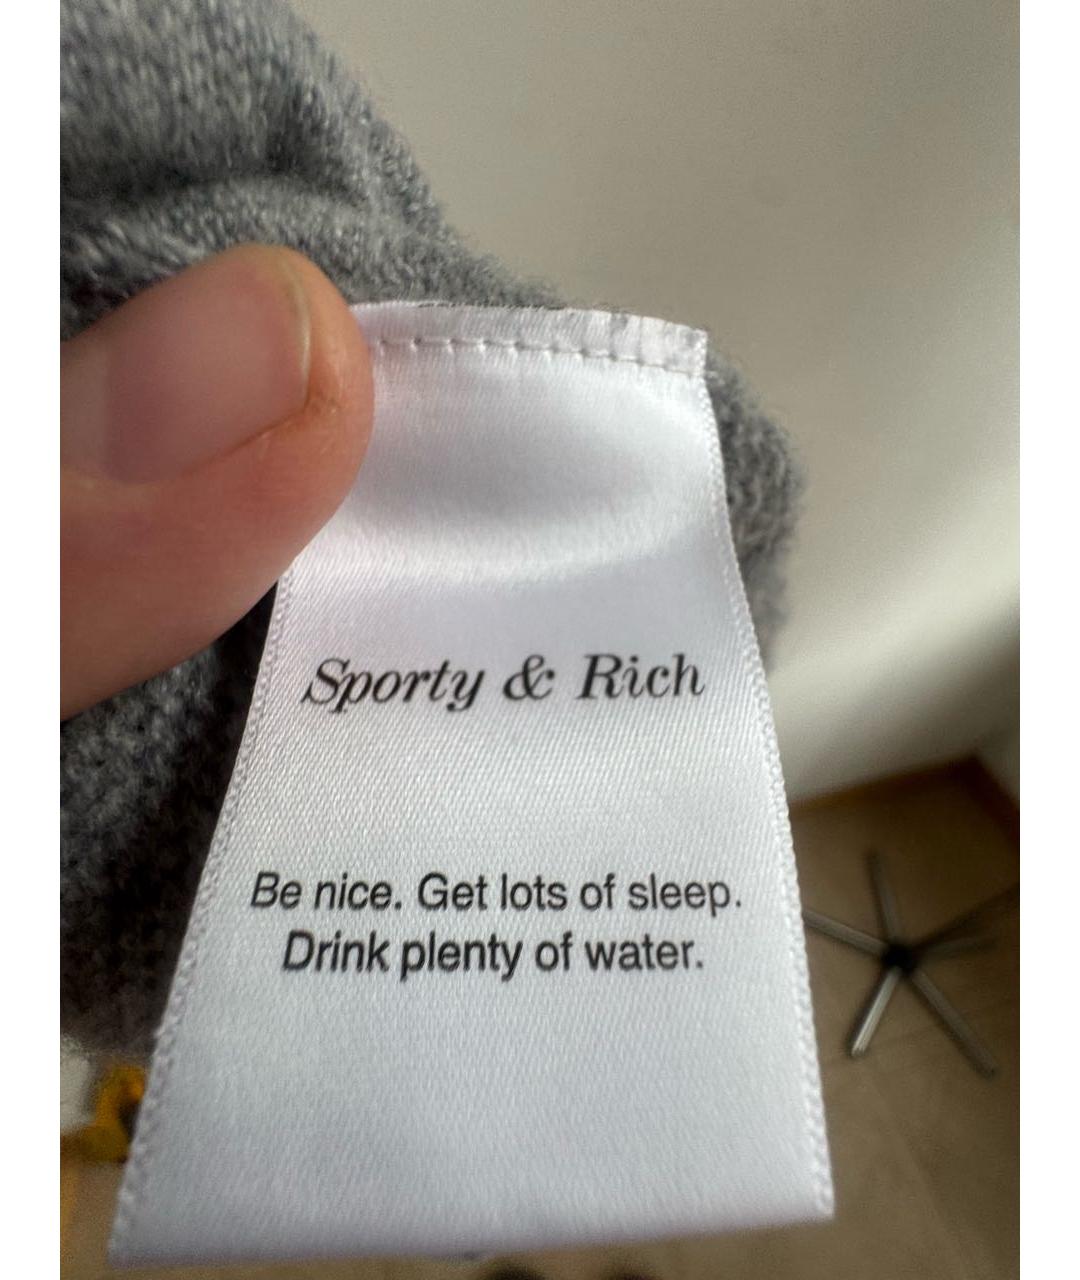 Sporty & Rich
Be nice. Get lots of sleep.
Drink plenty of water.